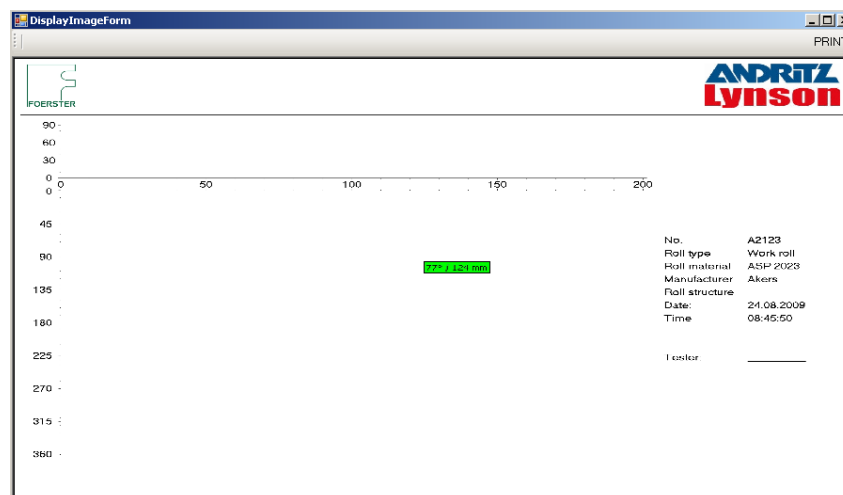 DisplayImageForm
PRINT
FOERSTER
ANDRITZ
Lynson
90
60
30
0
0 50 100 150 200
0
45
90
135
180
225
270
315
360
77° / 124 mm
No. A2123
Roll type Work roll
Roll material ASP 2023
Manufacturer Akers
Roll structure
Date: 24.08.2009
Time 08:45:50
Tester